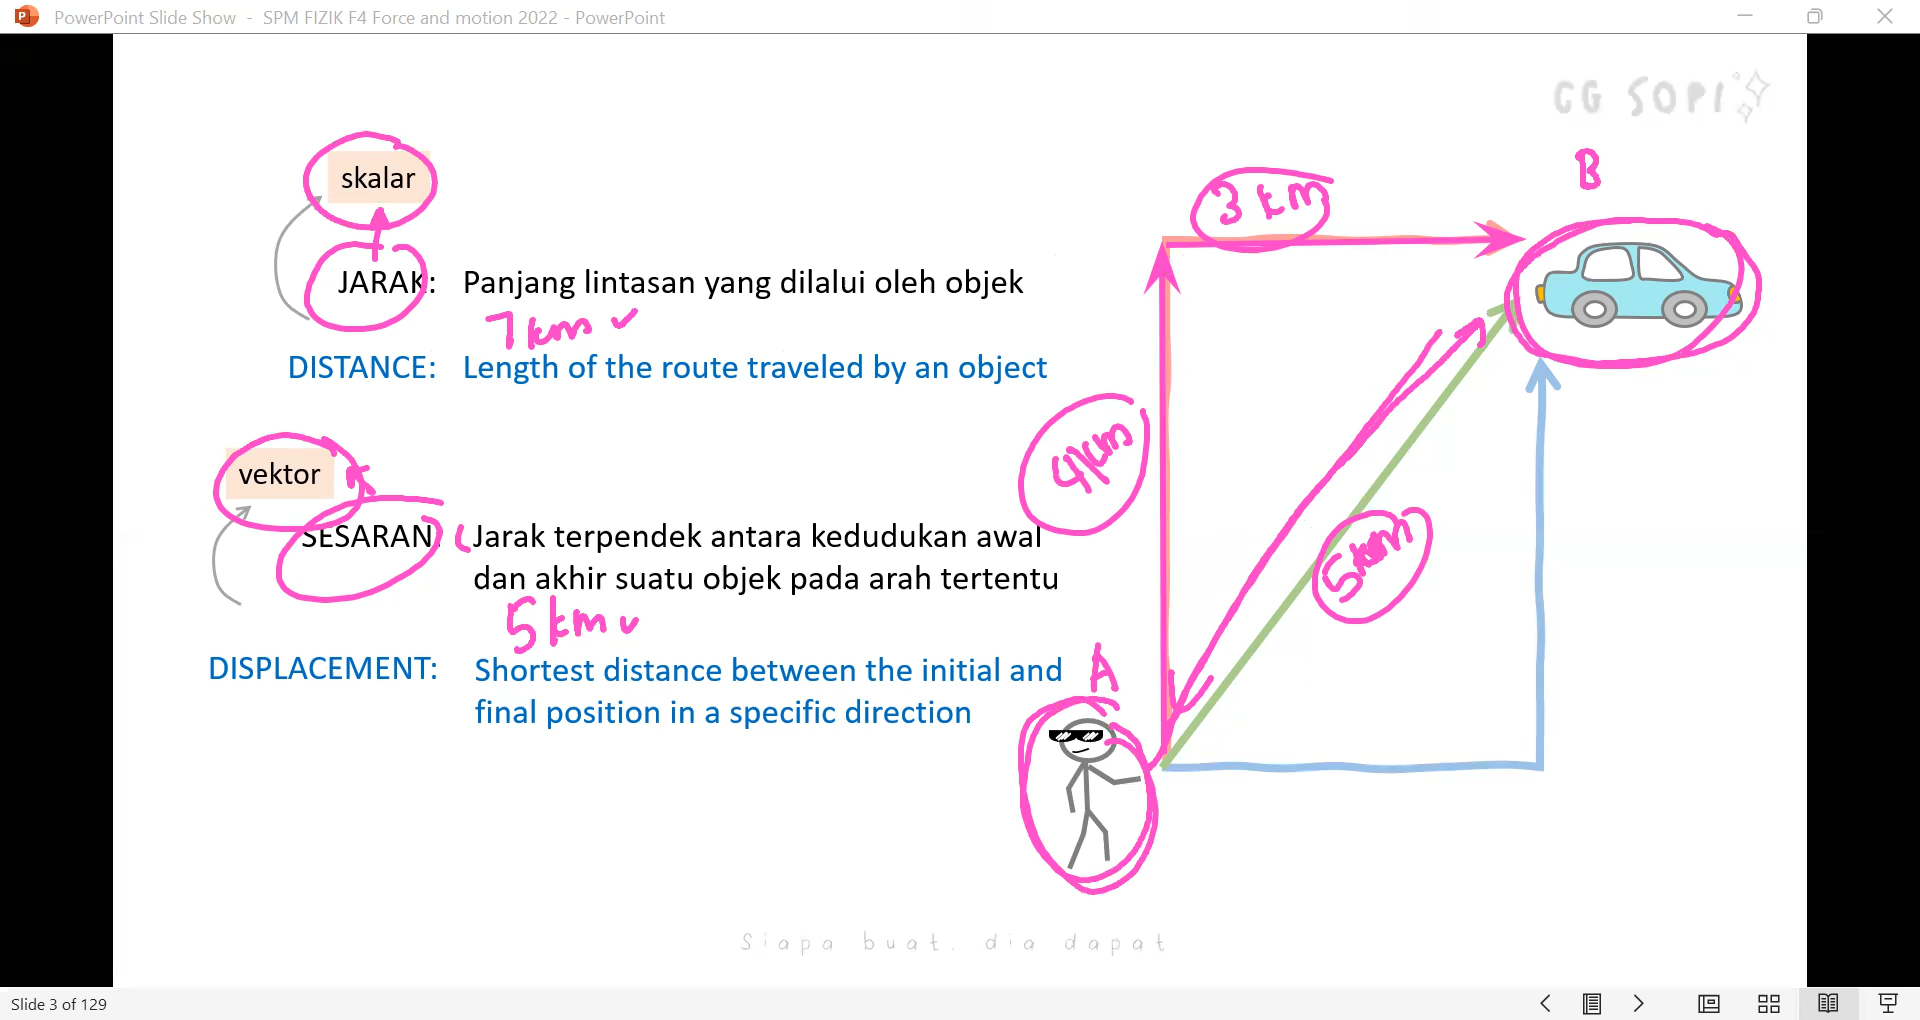 PowerPoint Slide Show - SPM FIZIK F4 Force and motion 2022 - PowerPoint
CG SOPI
B
skalar
3 km
JARAK: Panjang lintasan yang dilalui oleh objek
7km
DISTANCE: Length of the route traveled by an object
4km
vektor
SESARAN: Jarak terpendek antara kedudukan awal
dan akhir suatu objek pada arah tertentu
5km
5 km
A
DISPLACEMENT: Shortest distance between the initial and
final position in a specific direction
Siapa buat. dia dapat
Slide 3 of 129